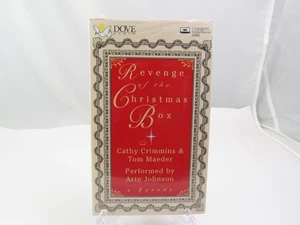 DOVE
Revenge
of the
Christmas
Box
Cathy Crimmins &
Tom Maeder
Performed by
Arte Johnson
a Parody